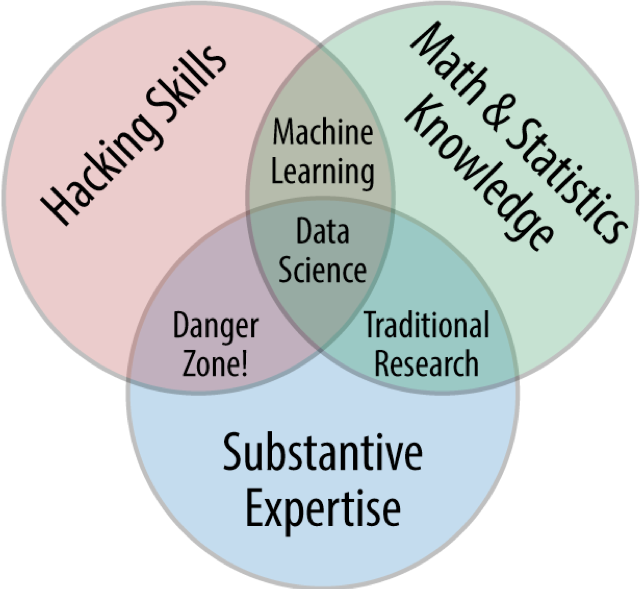 Hacking Skills
Math & Statistics
Knowledge
Machine
Learning
Data
Science
Danger
Zone!
Traditional
Research
Substantive
Expertise